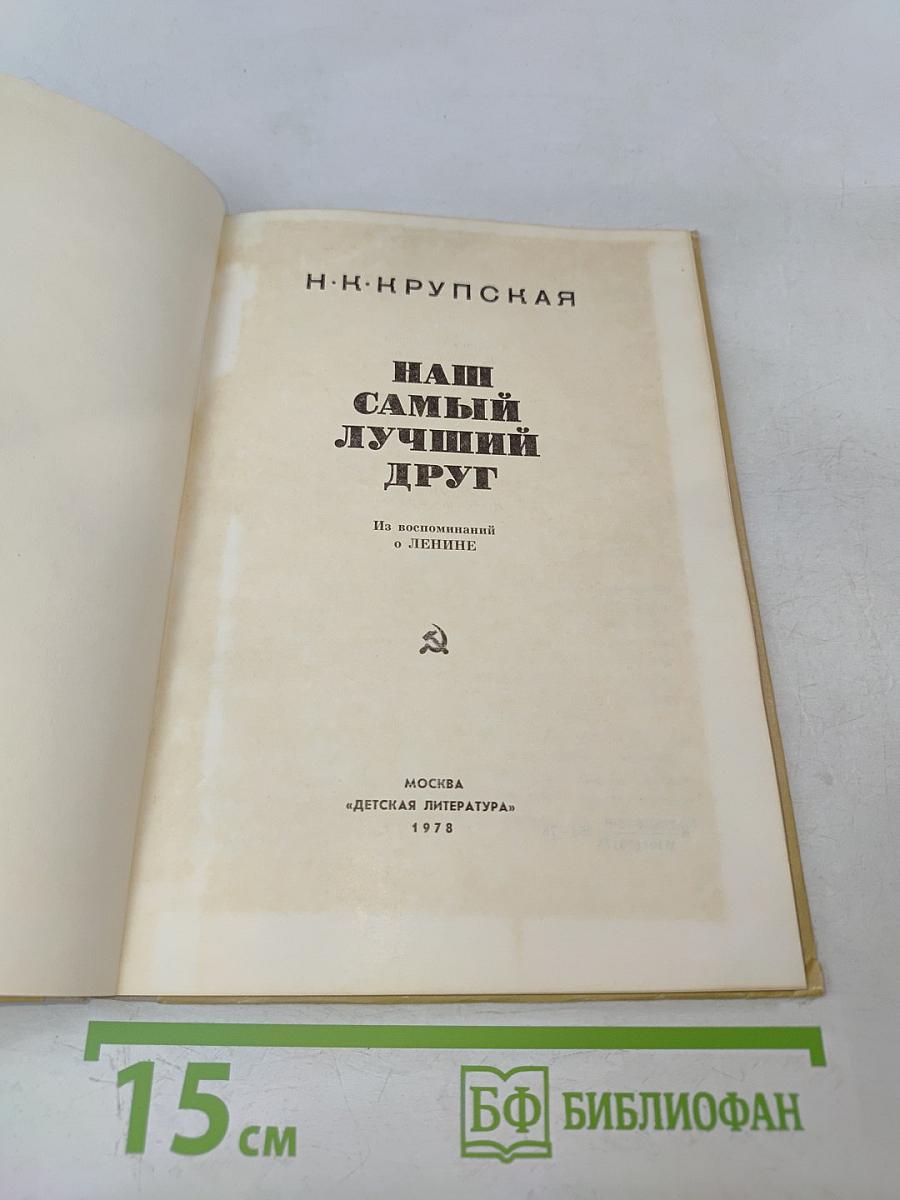 Н·К·КРУПСКАЯ
НАШ
САМЫЙ
ЛУЧШИЙ
ДРУГ
Из воспоминаний
о ЛЕНИНЕ
МОСКВА
«ДЕТСКАЯ ЛИТЕРАТУРА»
1978
15 см
БФ БИБЛИОФАН